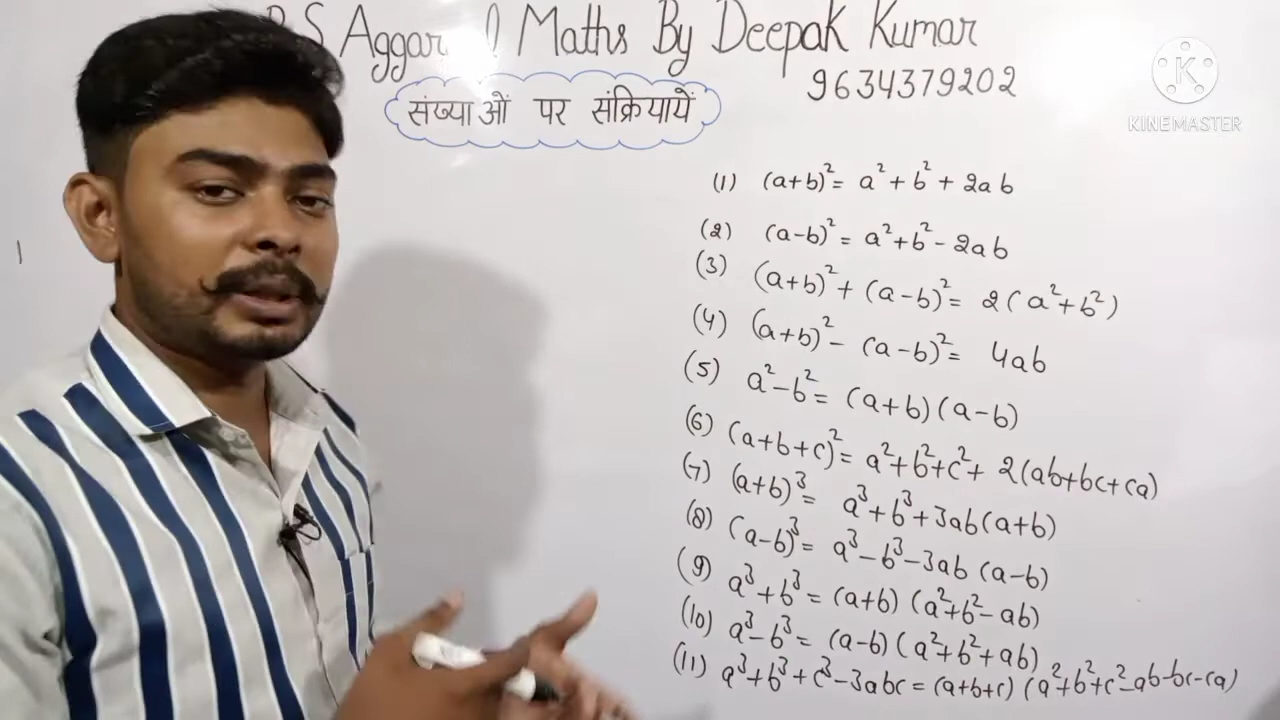 S Aggar l Maths By Deepak Kumar
9634379202
K
KINEMASTER
संख्याओं पर संक्रियायें
(1) (a+b)² = a² + b² + 2ab
(2) (a-b)² = a²+b² - 2ab
(3) (a+b)² + (a-b)² = 2(a²+b²)
(4) (a+b)² - (a-b)² = 4ab
(5) a²-b² = (a+b)(a-b)
(6) (a+b+c)² = a²+b²+c²+ 2(ab+bc+ca)
(7) (a+b)³ = a³+b³+3ab(a+b)
(8) (a-b)³ = a³-b³-3ab (a-b)
(9) a³+b³ = (a+b) (a²+b²-ab)
(10) a³-b³ = (a-b) (a²+b²+ab)
(11) a³+b³+c³-3abc = (a+b+c) (a²+b²+c²-ab-bc-ca)